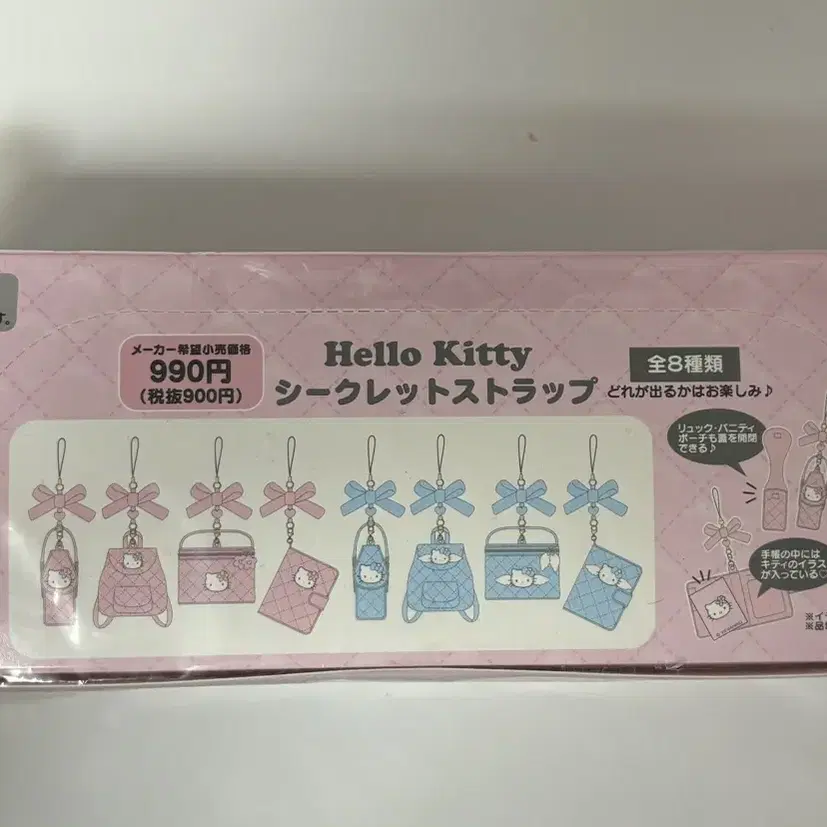 す。
メーカー希望小売価格
990円
(税抜900円)
Hello Kitty
シークレットストラップ
全8種類
どれが出るかはお楽しみ♪
リュック・バニティ
ポーチも蓋を開閉
できる♪
手帳の中には
キティのイラス
が入っている♡
※イ
※品